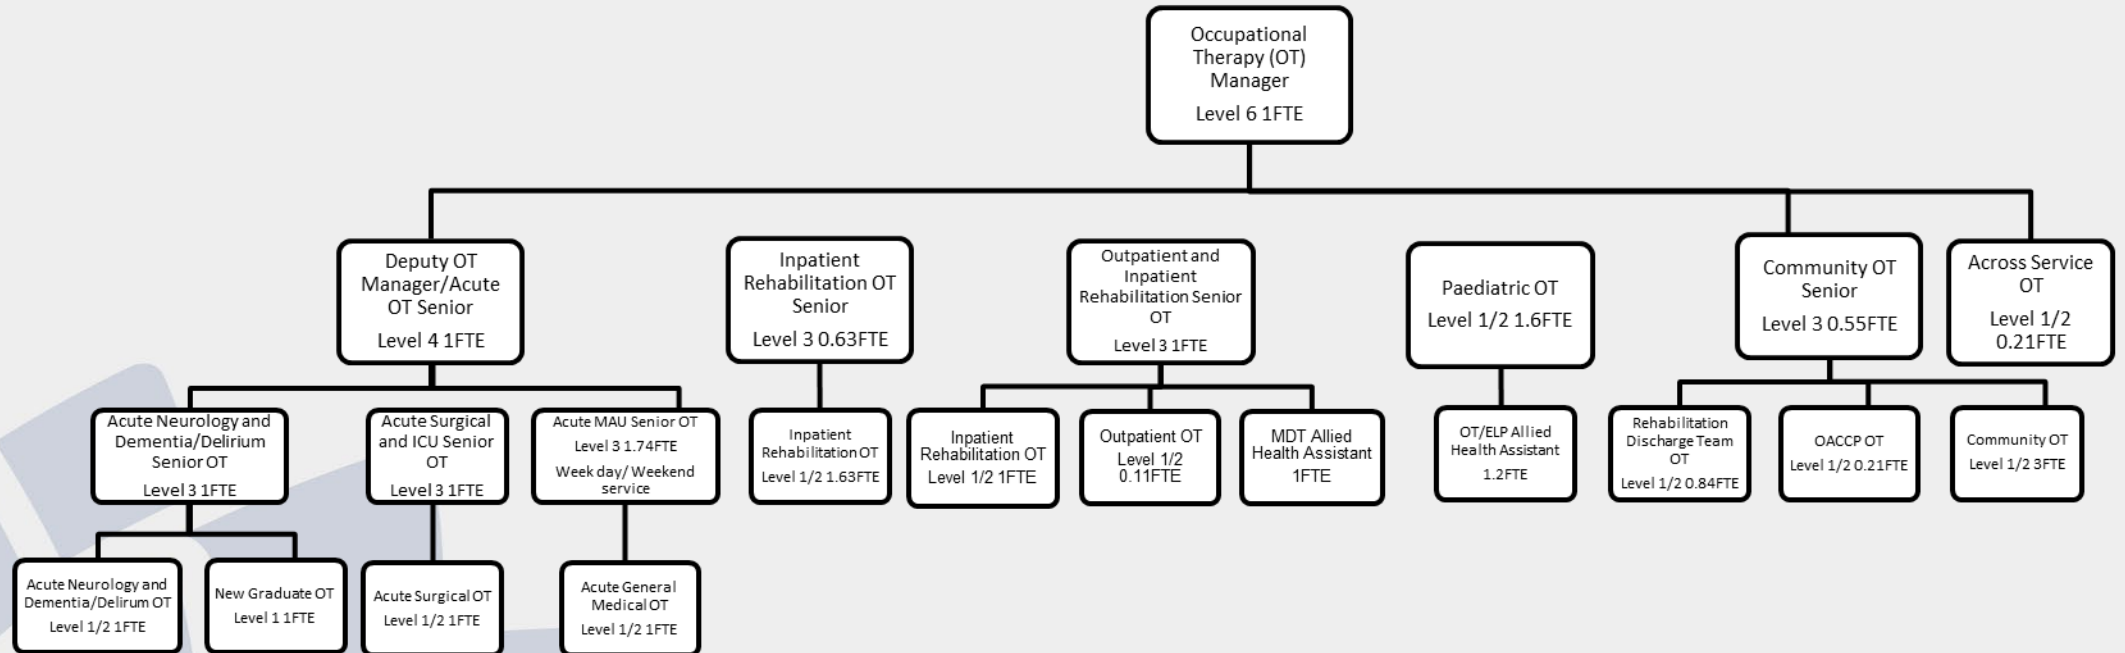 Occupational
Therapy (OT)
Manager
Level 6 1FTE
Deputy OT
Manager/Acute
OT Senior
Level 4 1FTE
Inpatient
Rehabilitation OT
Senior
Level 3 0.63FTE
Outpatient and
Inpatient
Rehabilitation Senior
OT
Level 3 1FTE
Paediatric OT
Level 1/2 1.6FTE
Community OT
Senior
Level 3 0.55FTE
Across Service
OT
Level 1/2
0.21FTE
Acute Neurology and
Dementia/Delirium
Senior OT
Level 3 1FTE
Acute Surgical
and ICU Senior
OT
Level 3 1FTE
Acute MAU Senior OT
Level 3 1.74FTE
Week day/ Weekend
service
Inpatient
Rehabilitation OT
Level 1/2 1.63FTE
Inpatient
Rehabilitation OT
Level 1/2 1FTE
Outpatient OT
Level 1/2
0.11FTE
MDT Allied
Health Assistant
1FTE
OT/ELP Allied
Health Assistant
1.2FTE
Rehabilitation
Discharge Team
OT
Level 1/2 0.84FTE
OACCP OT
Level 1/2 0.21FTE
Community OT
Level 1/2 3FTE
Acute Neurology and
Dementia/Delirum OT
Level 1/2 1FTE
New Graduate OT
Level 1 1FTE
Acute Surgical OT
Level 1/2 1FTE
Acute General
Medical OT
Level 1/2 1FTE